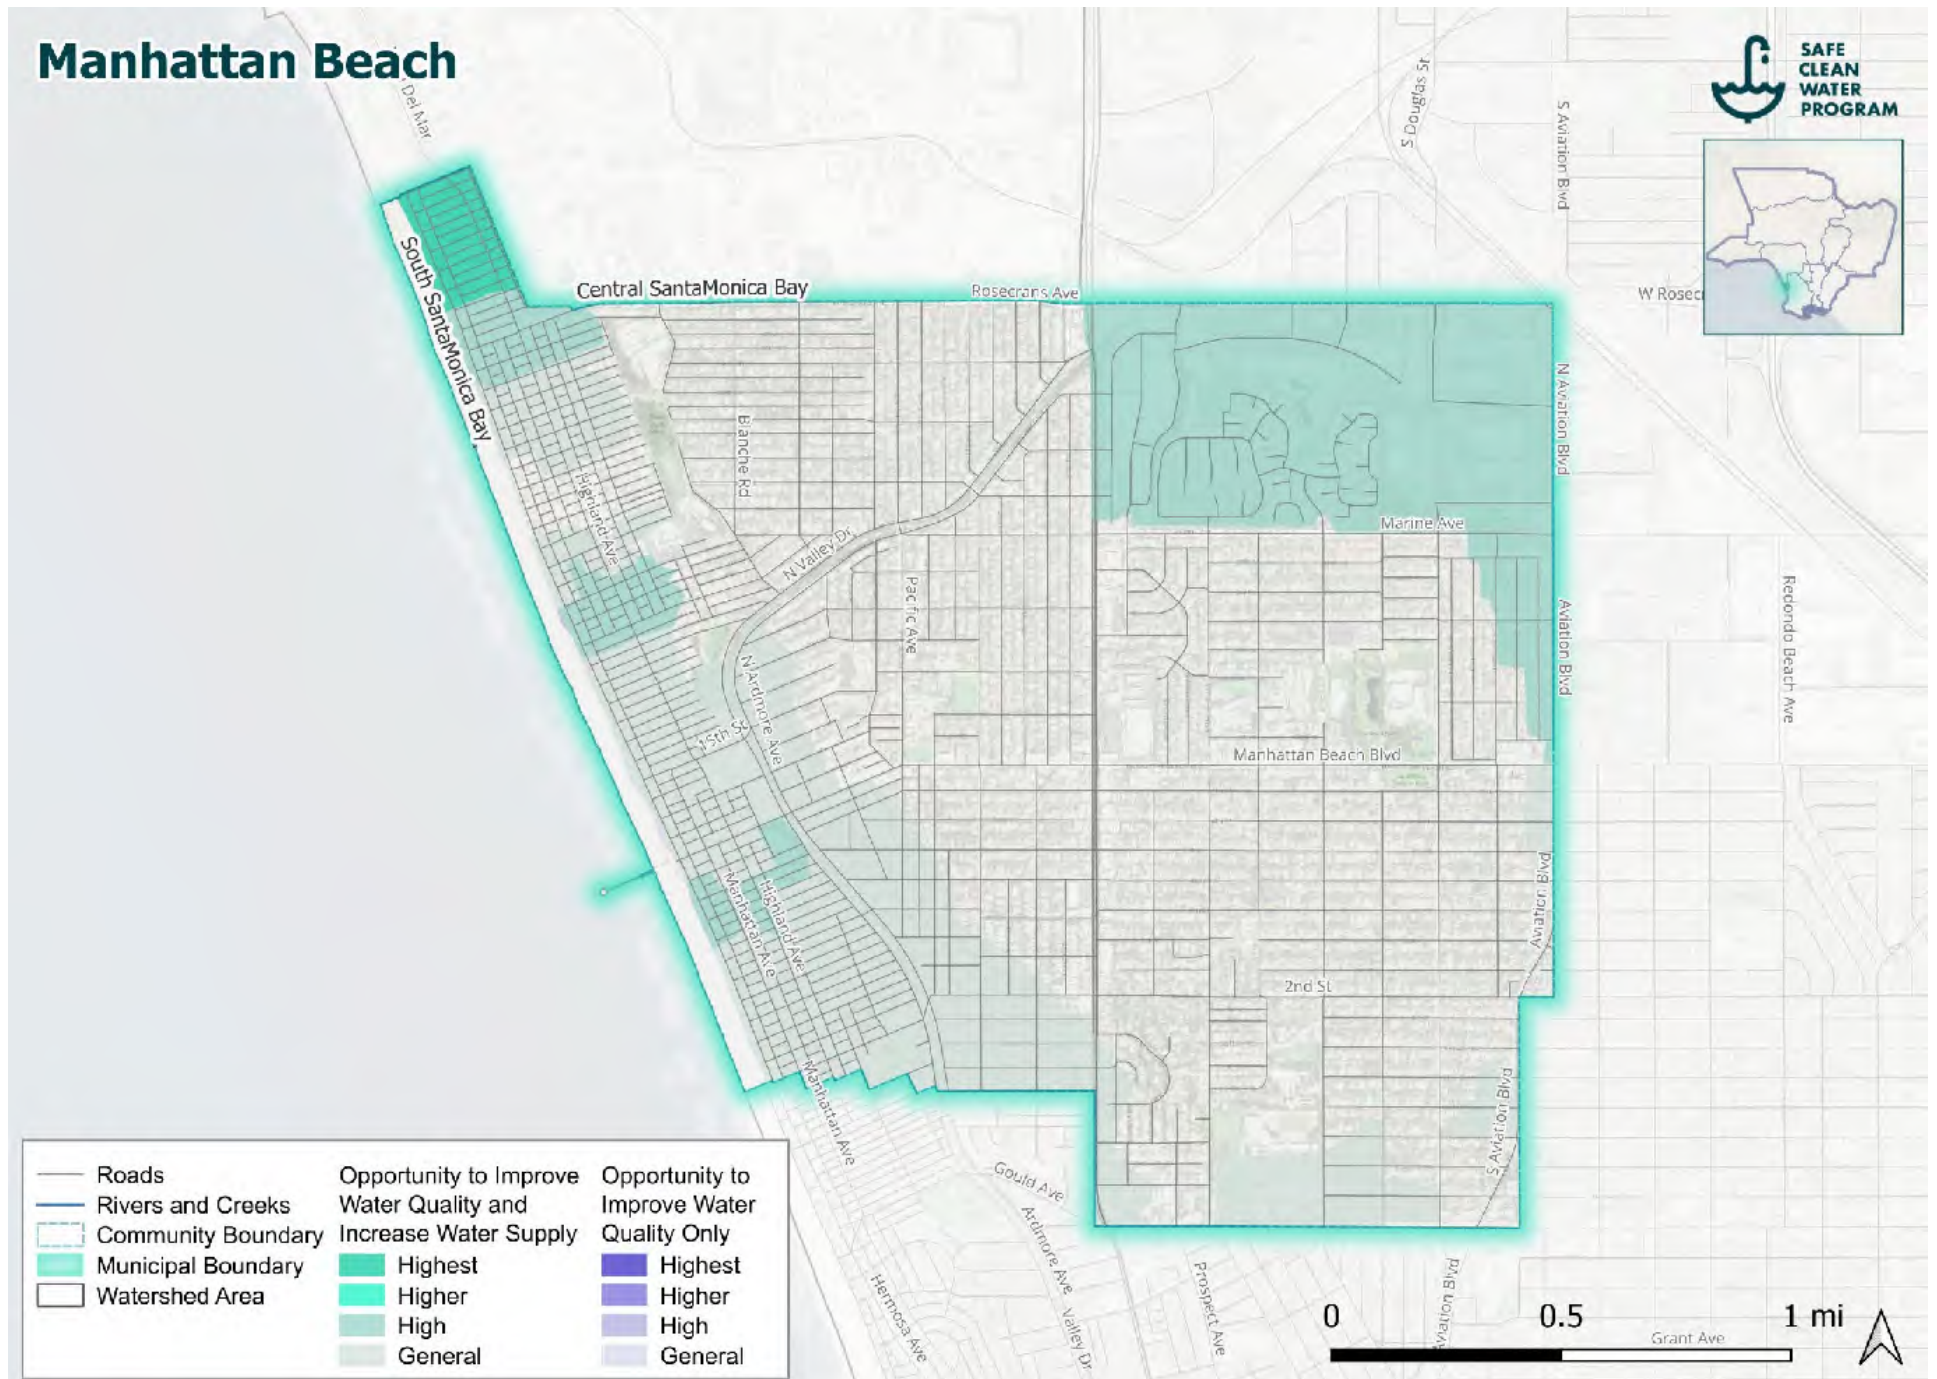 Manhattan Beach
SAFE
CLEAN
WATER
PROGRAM
Del Mar
S Douglas St
S Aviation Blvd
South SantaMonica Bay
Central SantaMonica Bay
Rosecrans Ave
W Rosecr
N Aviation Blvd
Blanche Rd
Highland Ave
N Valley Dr
Marine Ave
Pacific Ave
Aviation Blvd
Redondo Beach Ave
N Ardmore Ave
15th St
Manhattan Beach Blvd
Manhattan Ave
Highland Ave
Aviation Blvd
2nd St
Manhattan Ave
S Aviation Blvd
Gould Ave
Ardmore Ave
Valley Dr
Hermosa Ave
Prospect Ave
Aviation Blvd
Grant Ave
Roads
Rivers and Creeks
Community Boundary
Municipal Boundary
Watershed Area
Opportunity to Improve
Water Quality and
Increase Water Supply
Highest
Higher
High
General
Opportunity to
Improve Water
Quality Only
Highest
Higher
High
General
0 0.5 1 mi